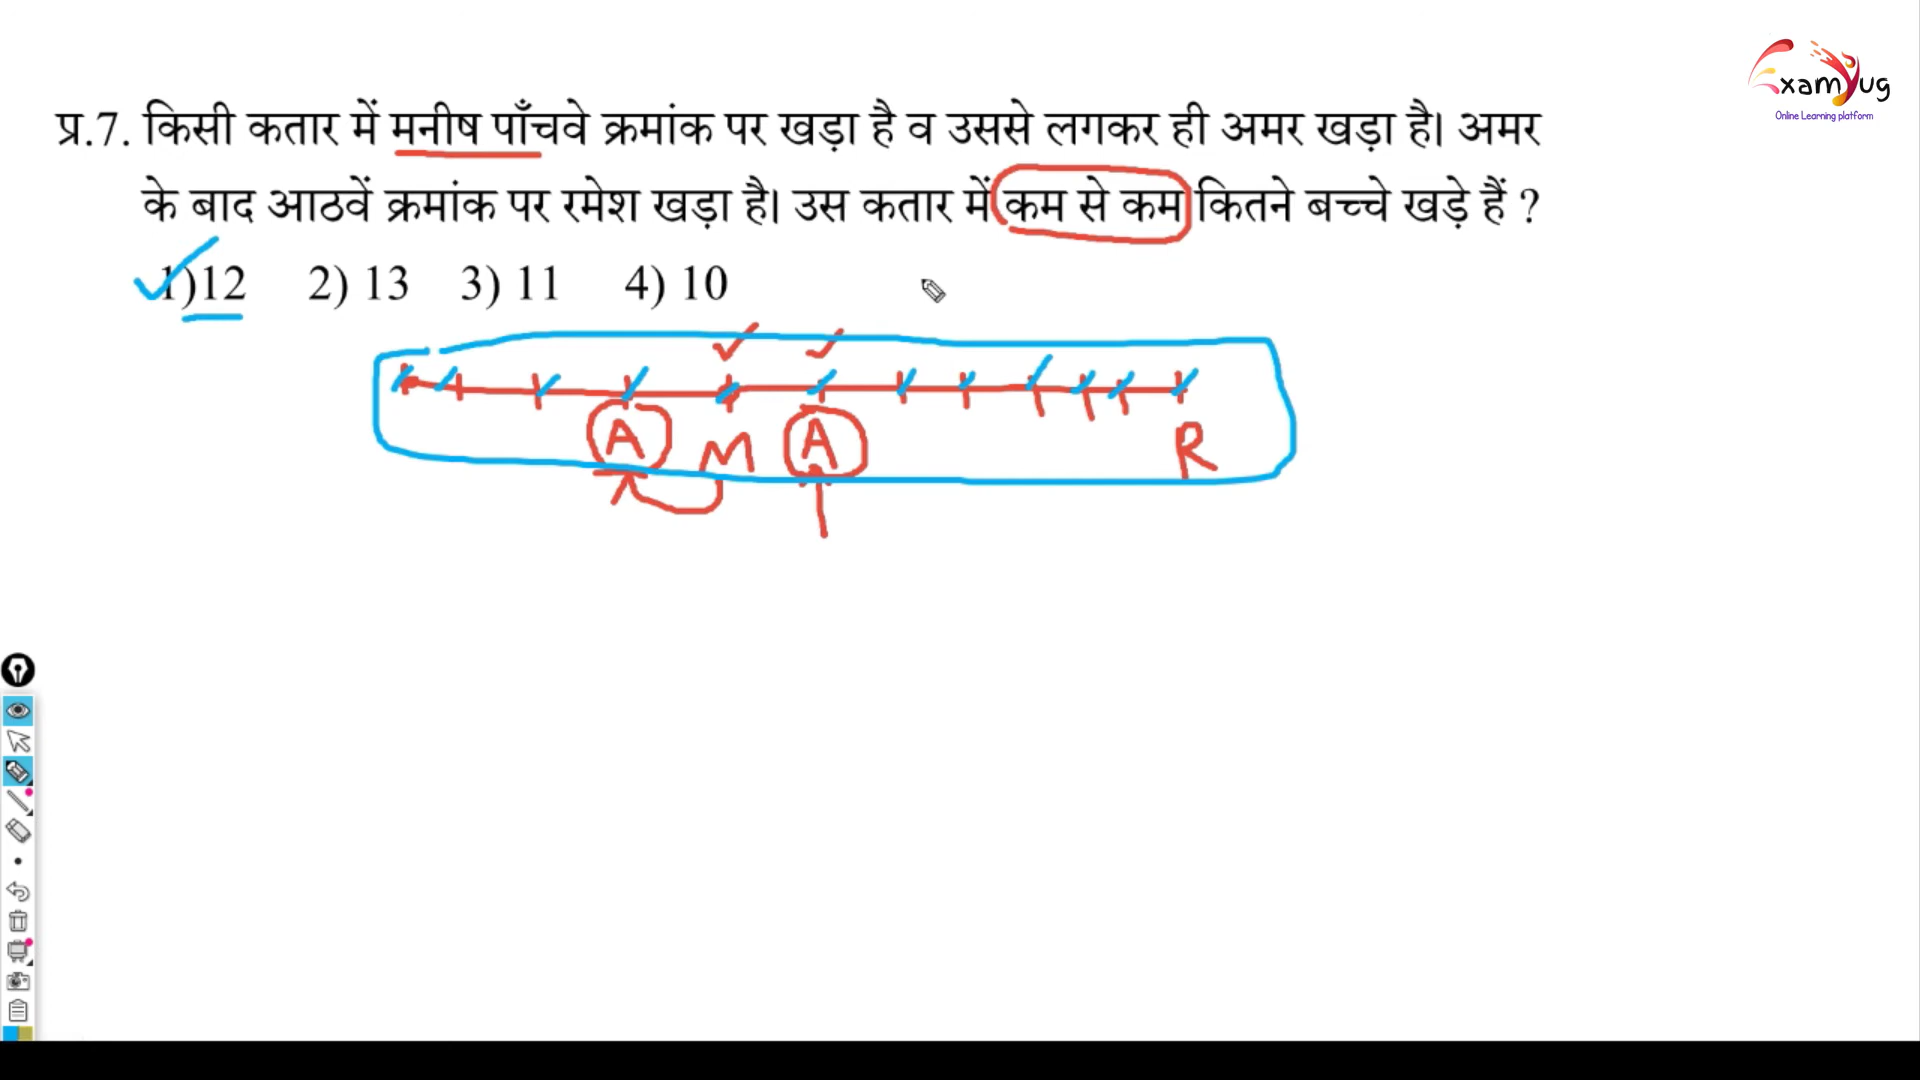 xamYug
Online Learning platform
प्र.7. किसी कतार में मनीष पाँचवे क्रमांक पर खड़ा है व उससे लगकर ही अमर खड़ा है। अमर
के बाद आठवें क्रमांक पर रमेश खड़ा है। उस कतार में कम से कम कितने बच्चे खड़े हैं ?
1) 12 2) 13 3) 11 4) 10
A M A R